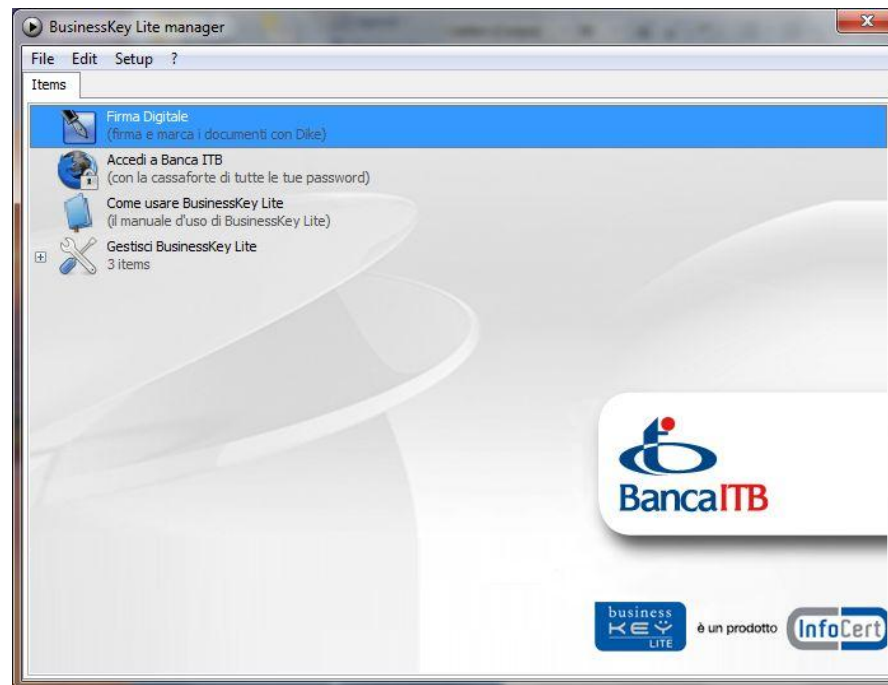 BusinessKey Lite manager
File Edit Setup ?
Items
Firma Digitale
(firma e marca i documenti con Dike)
Accedi a Banca ITB
(con la cassaforte di tutte le tue password)
Come usare BusinessKey Lite
(il manuale d'uso di BusinessKey Lite)
Gestisci BusinessKey Lite
3 items
BancaITB
business
KEY
LITE
è un prodotto
InfoCert